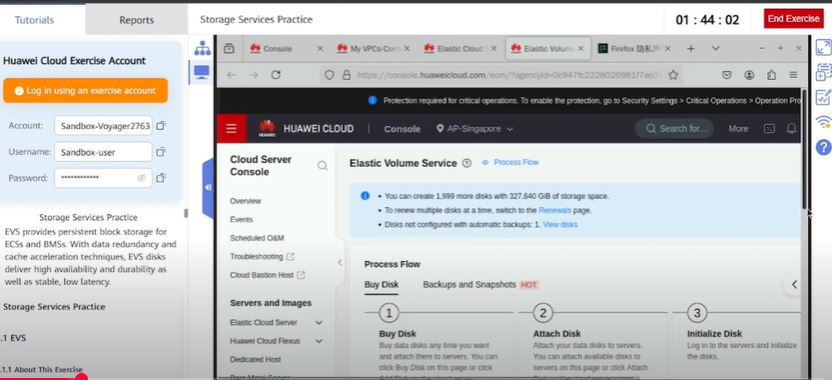 Tutorials
Reports
Storage Services Practice
01 : 44 : 02
End Exercise
Huawei Cloud Exercise Account
Log in using an exercise account
Account: Sandbox-Voyager2763
Username: Sandbox-user
Password: ************
Storage Services Practice
EVS provides persistent block storage for
ECSs and BMSs. With data redundancy and
cache acceleration techniques, EVS disks
deliver high availability and durability as
well as stable, low latency.
Storage Services Practice
.1 EVS
.1.1 About This Exercise
Console
My VPCs-Con
Elastic Cloud
Elastic Volum
Firefox
https://console.huaweicloud.com/ecm/?agencyId=
Protection required for critical operations. To enable the protection, go to Security Settings > Critical Operations > Operation Pro
HUAWEI
HUAWEI CLOUD
Console
AP-Singapore
Search for...
More
Cloud Server
Console
Overview
Events
Scheduled O&M
Troubleshooting
Cloud Bastion Host
Servers and Images
Elastic Cloud Server
Huawei Cloud Flexus
Dedicated Host
Elastic Volume Service
Process Flow
• You can create 1,999 more disks with 327,640 GiB of storage space.
• To renew multiple disks at a time, switch to the Renewals page.
• Disks not configured with automatic backups: 1. View disks
Process Flow
Buy Disk
Backups and Snapshots HOT
1
2
3
Buy Disk
Buy data disks any time you want
and attach them to servers. You can
click Buy Disk on this page or click
Attach Disk
Attach your data disks to servers.
You can attach available disks to
servers on this page or click Attach
Initialize Disk
Log in to the servers and initialize
the disks.